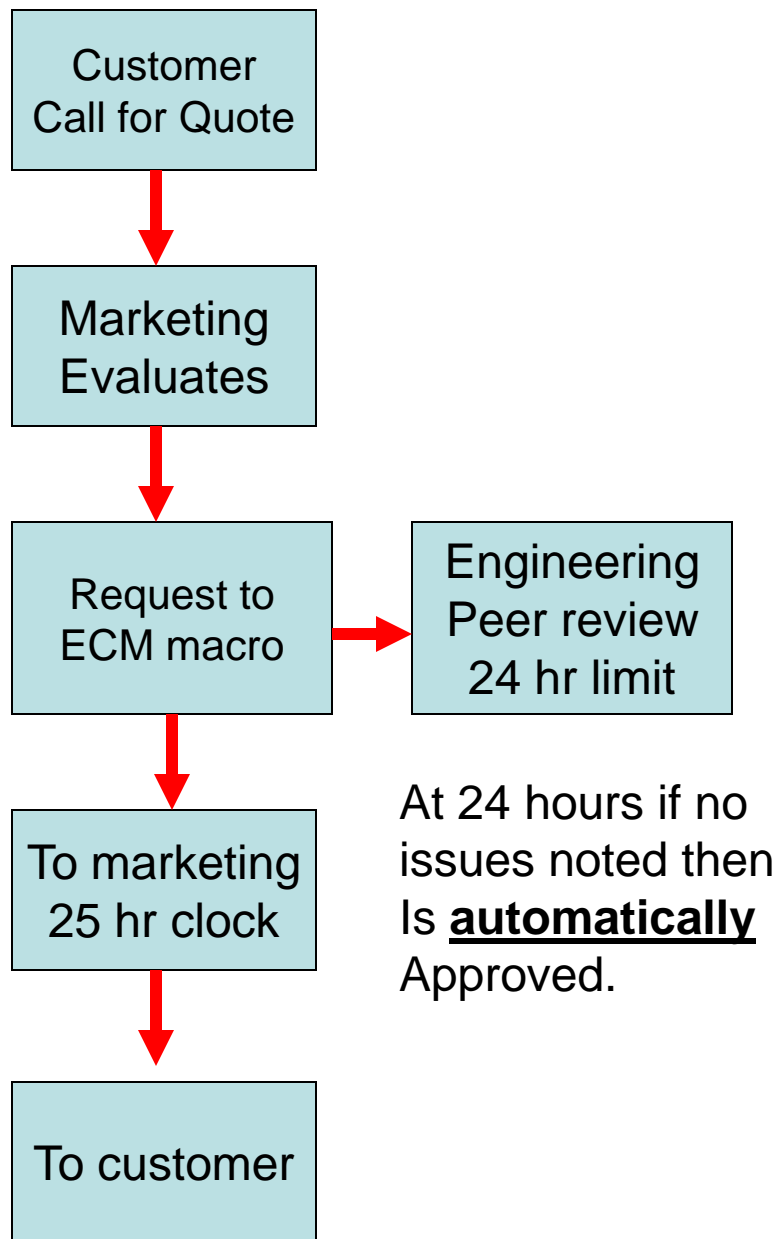 Customer
Call for Quote
Marketing
Evaluates
Request to
ECM macro
Engineering
Peer review
24 hr limit
To marketing
25 hr clock
At 24 hours if no
issues noted then
Is automatically
Approved.
To customer